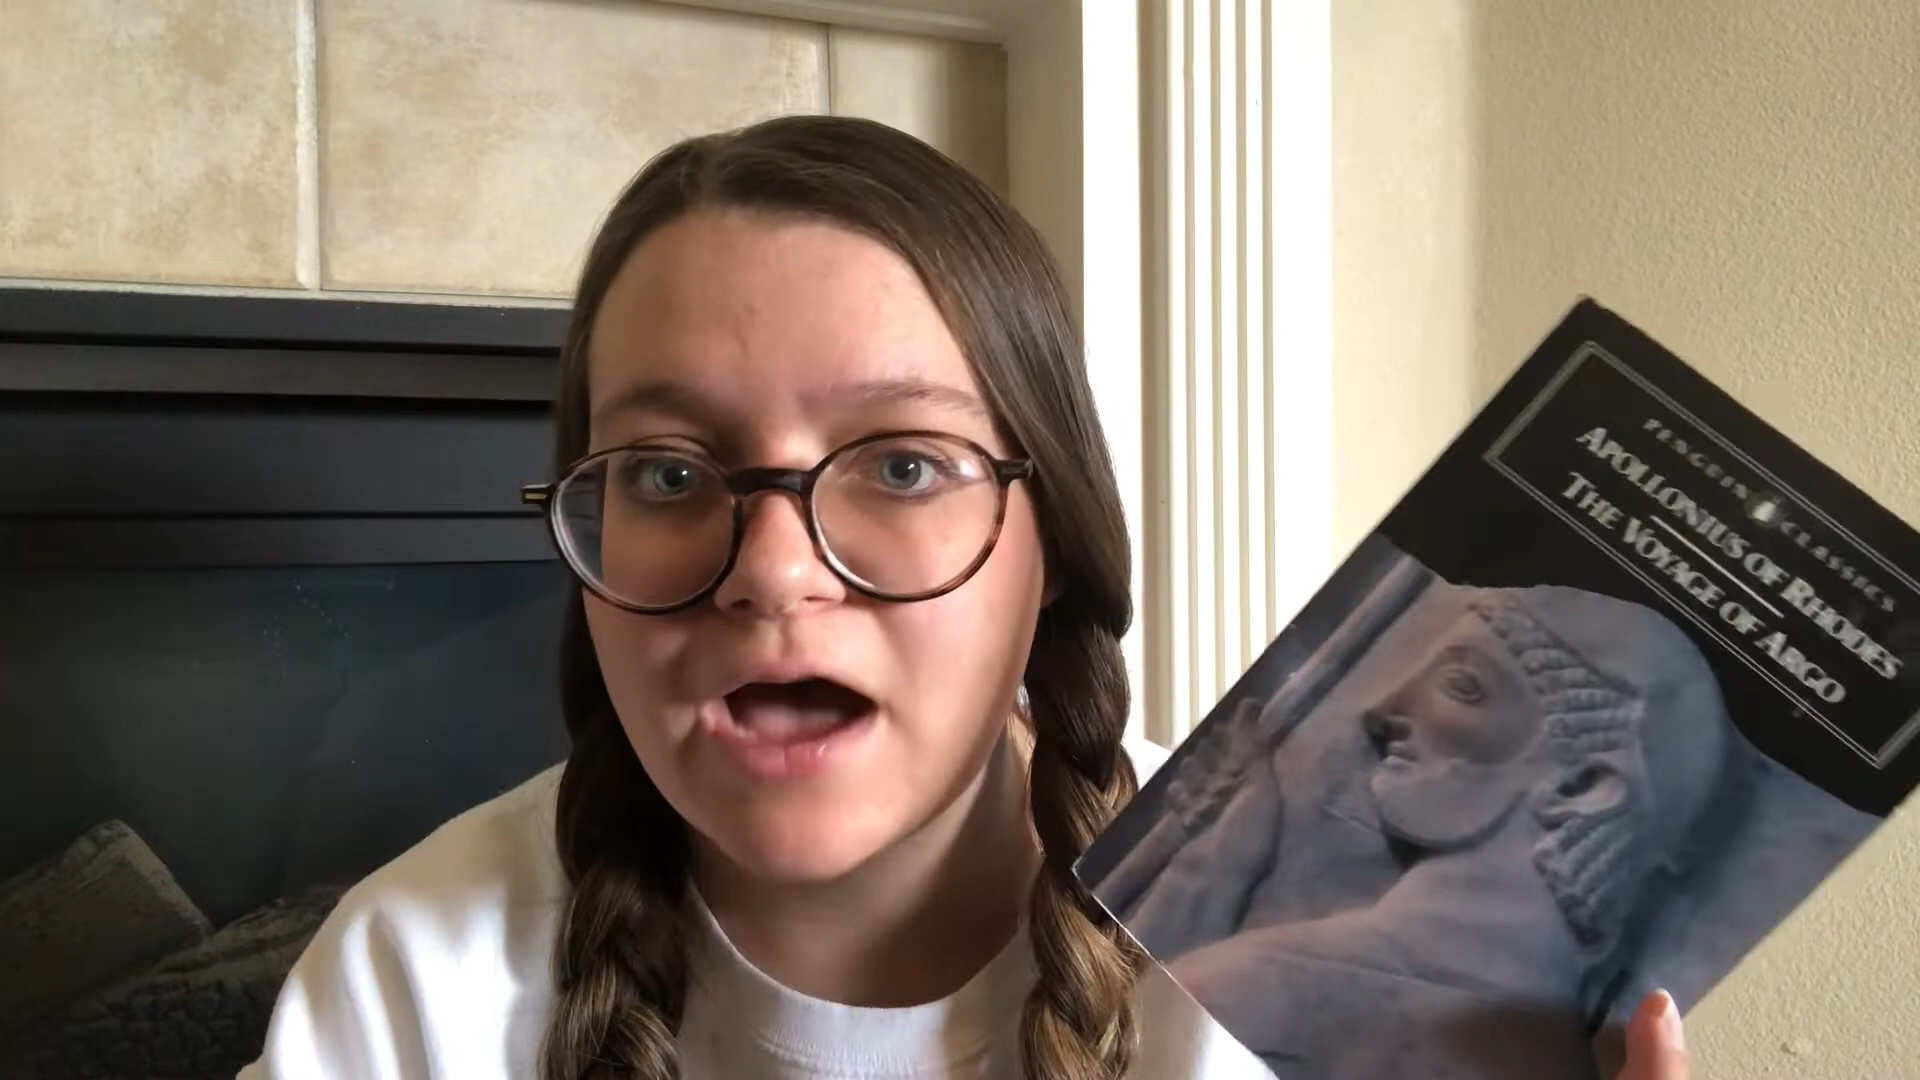 PENGUIN CLASSICS
APOLLONIUS OF RHODES
THE VOYAGE OF ARGO